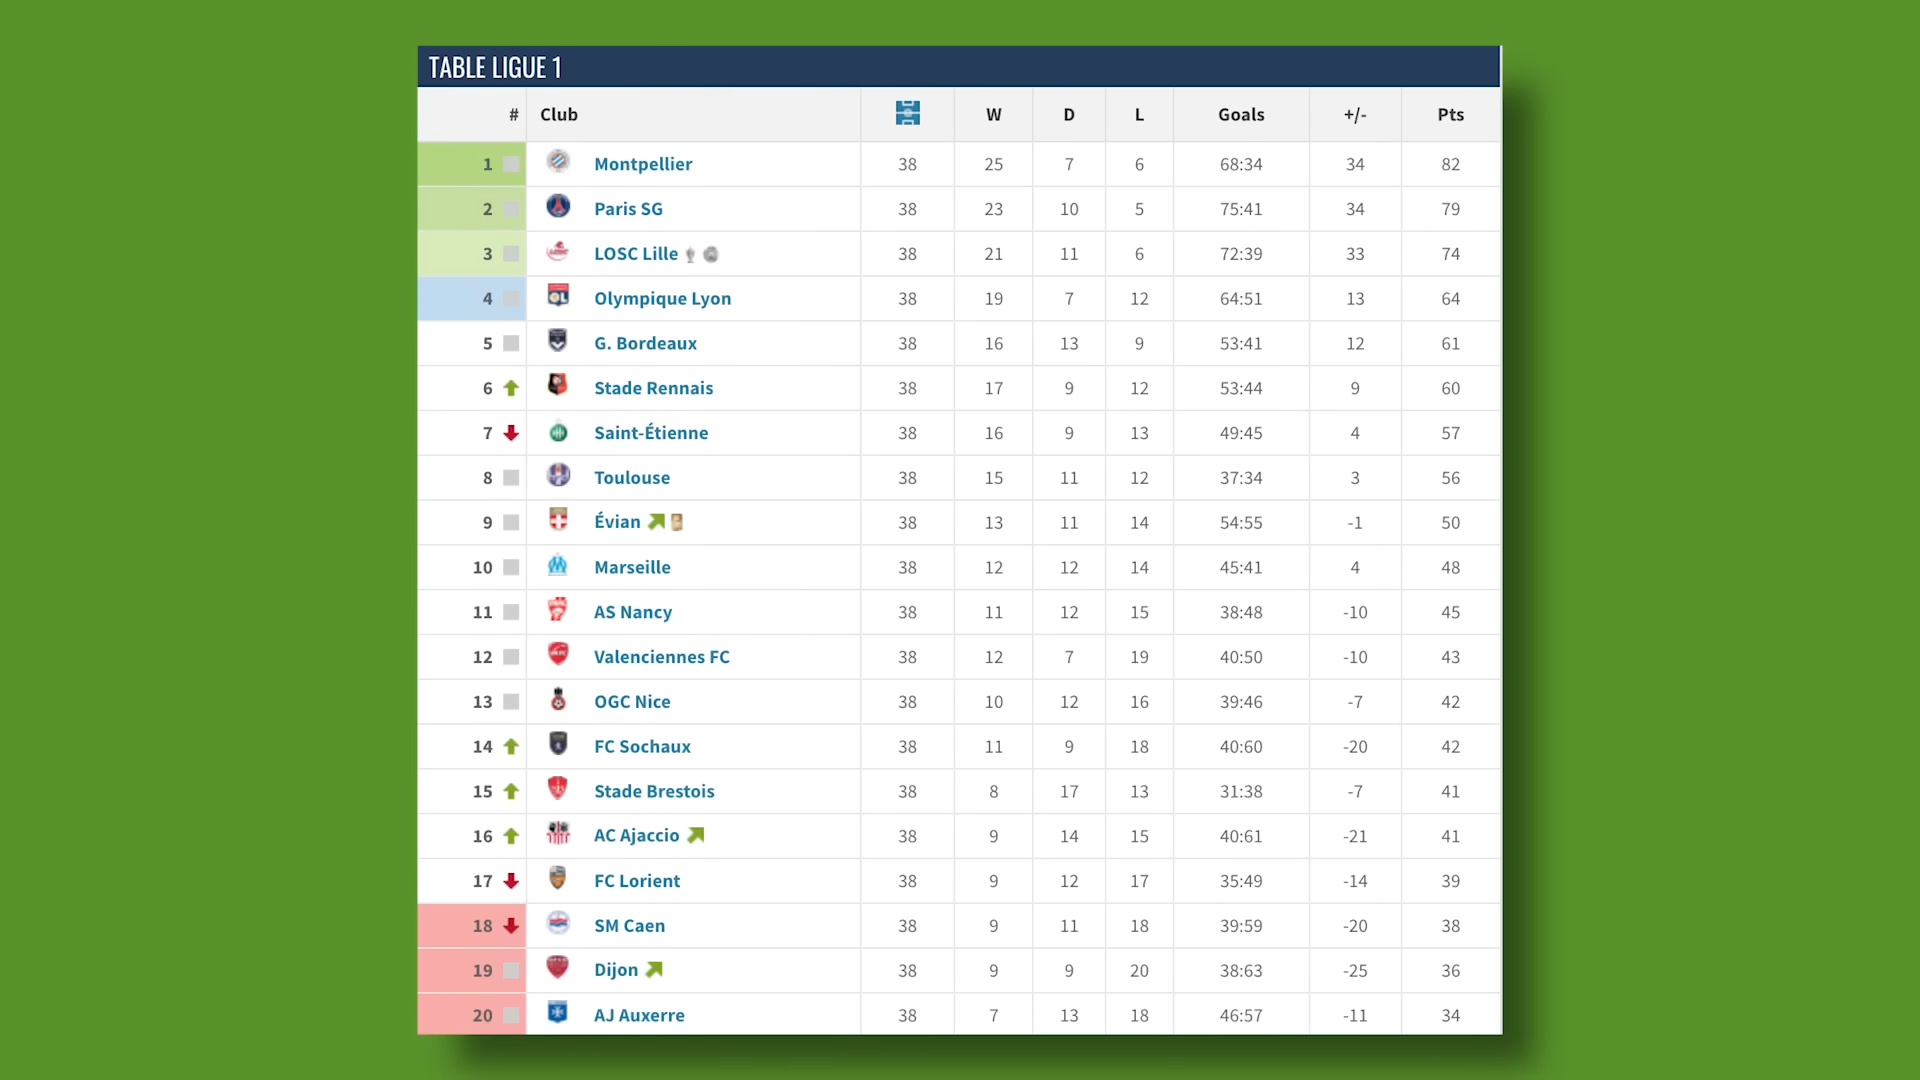 TABLE LIGUE 1
# Club W D L Goals +/- Pts
1 Montpellier 38 25 7 6 68:34 34 82
2 Paris SG 38 23 10 5 75:41 34 79
3 LOSC Lille 38 21 11 6 72:39 33 74
4 Olympique Lyon 38 19 7 12 64:51 13 64
5 G. Bordeaux 38 16 13 9 53:41 12 61
6 Stade Rennais 38 17 9 12 53:44 9 60
7 Saint-Étienne 38 16 9 13 49:45 4 57
8 Toulouse 38 15 11 12 37:34 3 56
9 Évian 38 13 11 14 54:55 -1 50
10 Marseille 38 12 12 14 45:41 4 48
11 AS Nancy 38 11 12 15 38:48 -10 45
12 Valenciennes FC 38 12 7 19 40:50 -10 43
13 OGC Nice 38 10 12 16 39:46 -7 42
14 FC Sochaux 38 11 9 18 40:60 -20 42
15 Stade Brestois 38 8 17 13 31:38 -7 41
16 AC Ajaccio 38 9 14 15 40:61 -21 41
17 FC Lorient 38 9 12 17 35:49 -14 39
18 SM Caen 38 9 11 18 39:59 -20 38
19 Dijon 38 9 9 20 38:63 -25 36
20 AJ Auxerre 38 7 13 18 46:57 -11 34